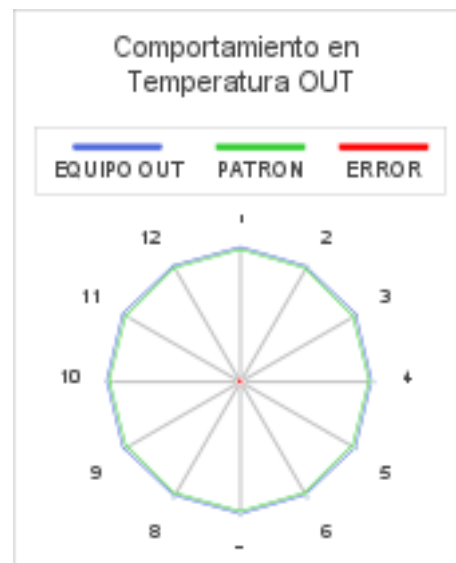 Comportamiento en
Temperatura OUT
EQUIPO OUT PATRON ERROR
12 2
11 3
10 4
9 5
8 6